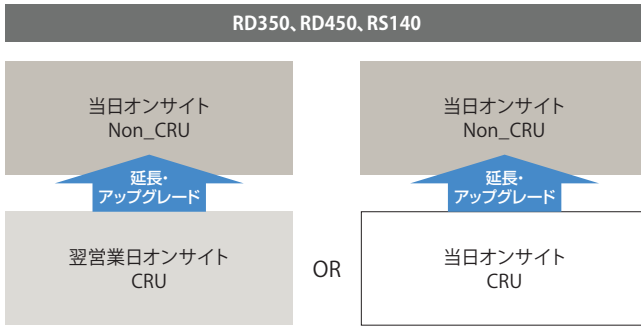 RD350、RD450、RS140
当日オンサイト
Non_CRU
延長・
アップグレード
翌営業日オンサイト
CRU
OR
当日オンサイト
Non_CRU
延長・
アップグレード
当日オンサイト
CRU